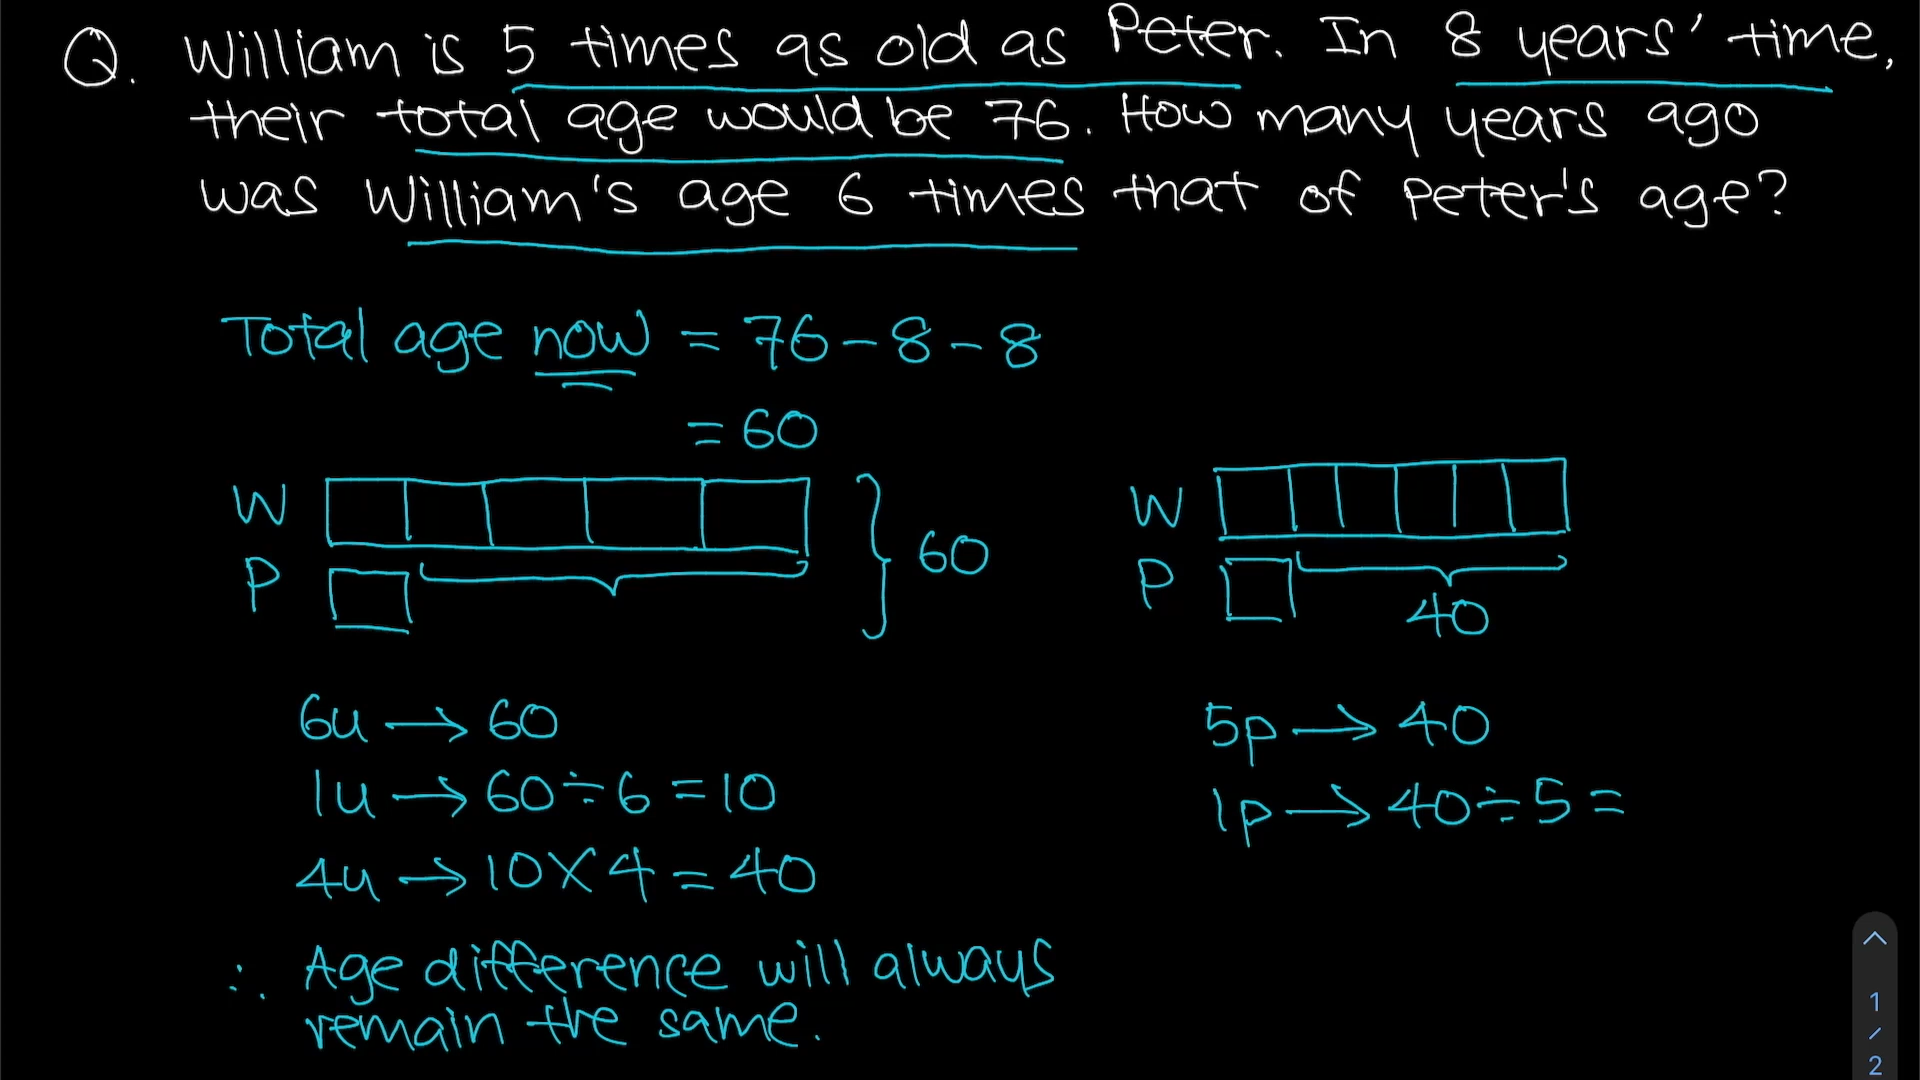 Q. William is 5 times as old as Peter. In 8 years' time,
their total age would be 76. How many years ago
was William's age 6 times that of Peter's age?
Total age now = 76 - 8 - 8
= 60
W
P
60
6u → 60
1u → 60 ÷ 6 = 10
4u → 10 × 4 = 40
∴ Age difference will always
remain the same.
W
P
40
5p → 40
1p → 40 ÷ 5 =
1
/
2